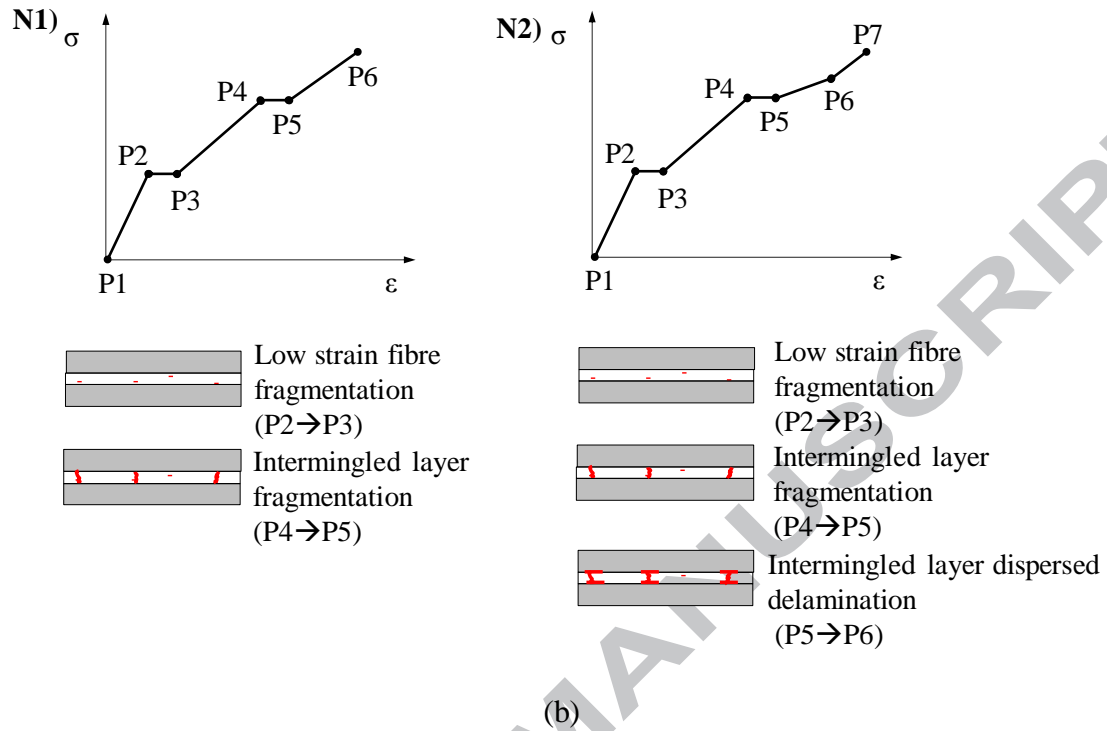 N1) σ
P6
P4
P5
P2
P3
P1
ε
Low strain fibre
fragmentation
(P2→P3)
Intermingled layer
fragmentation
(P4→P5)
N2) σ
P7
P4
P6
P5
P2
P3
P1
ε
Low strain fibre
fragmentation
(P2→P3)
Intermingled layer
fragmentation
(P4→P5)
Intermingled layer dispersed
delamination
(P5→P6)
(b)
MANUSCRIP